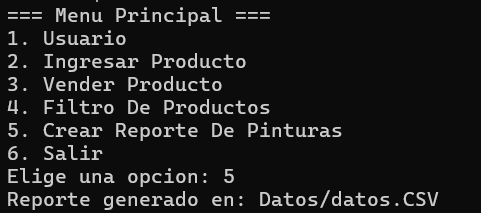 === Menu Principal ===
1. Usuario
2. Ingresar Producto
3. Vender Producto
4. Filtro De Productos
5. Crear Reporte De Pinturas
6. Salir
Elige una opcion: 5
Reporte generado en: Datos/datos.CSV